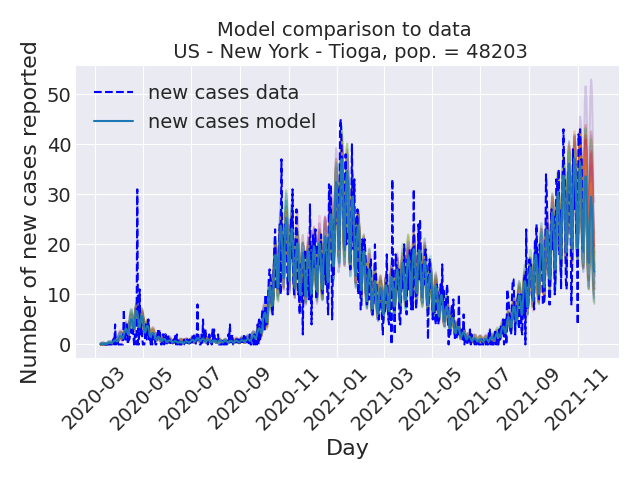 Model comparison to data
US - New York - Tioga, pop. = 48203
Number of new cases reported
50
40
30
20
10
0
new cases data
new cases model
2020-03
2020-05
2020-07
2020-09
2020-11
2021-01
2021-03
2021-05
2021-07
2021-09
2021-11
Day